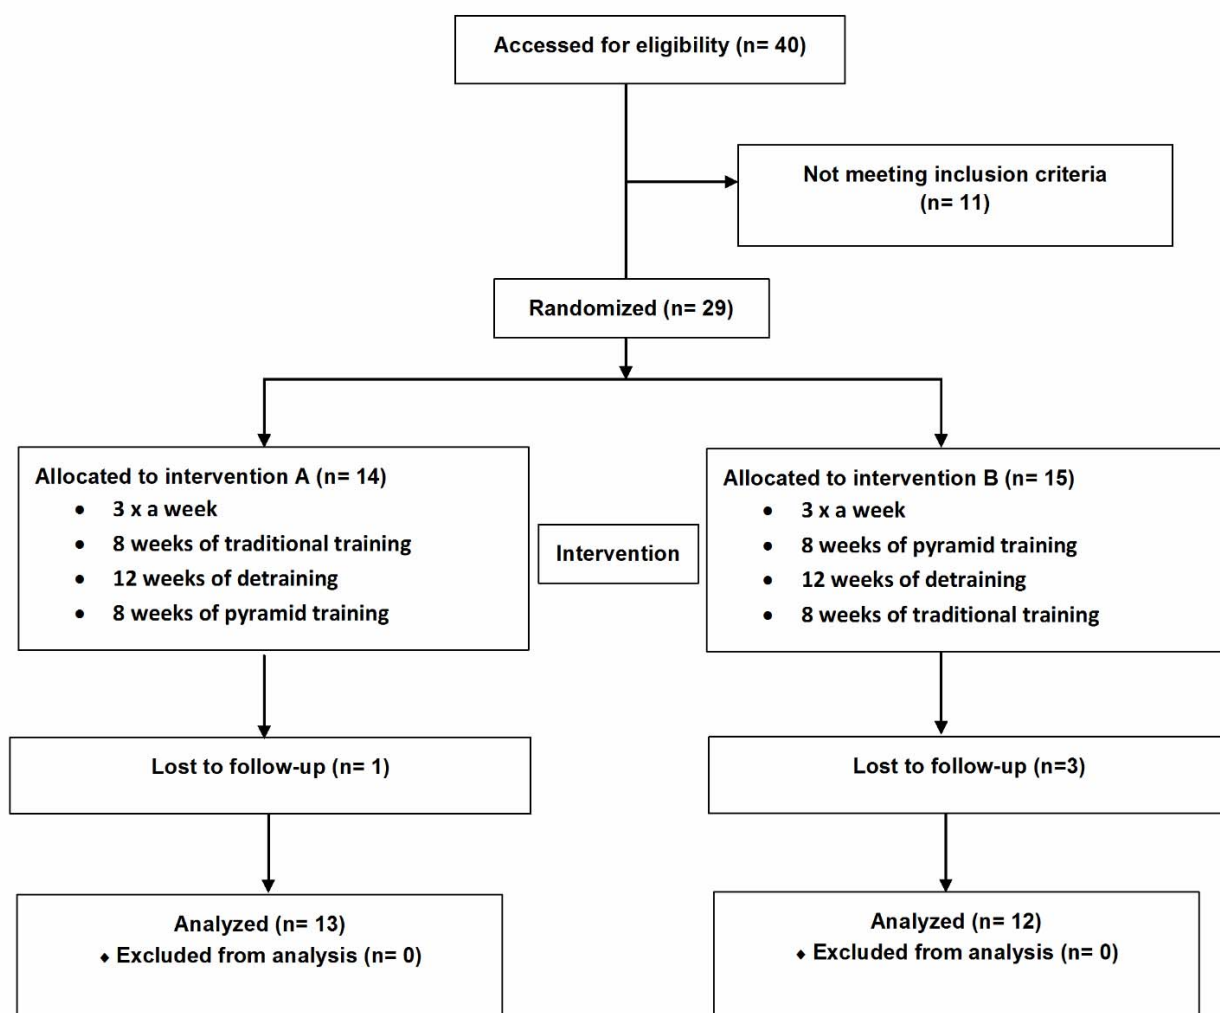 Accessed for eligibility (n= 40)
Not meeting inclusion criteria
(n= 11)
Randomized (n= 29)
Allocated to intervention A (n= 14)
• 3 x a week
• 8 weeks of traditional training
• 12 weeks of detraining
• 8 weeks of pyramid training
Intervention
Allocated to intervention B (n= 15)
• 3 x a week
• 8 weeks of pyramid training
• 12 weeks of detraining
• 8 weeks of traditional training
Lost to follow-up (n= 1)
Lost to follow-up (n=3)
Analyzed (n= 13)
⬥ Excluded from analysis (n= 0)
Analyzed (n= 12)
⬥ Excluded from analysis (n= 0)